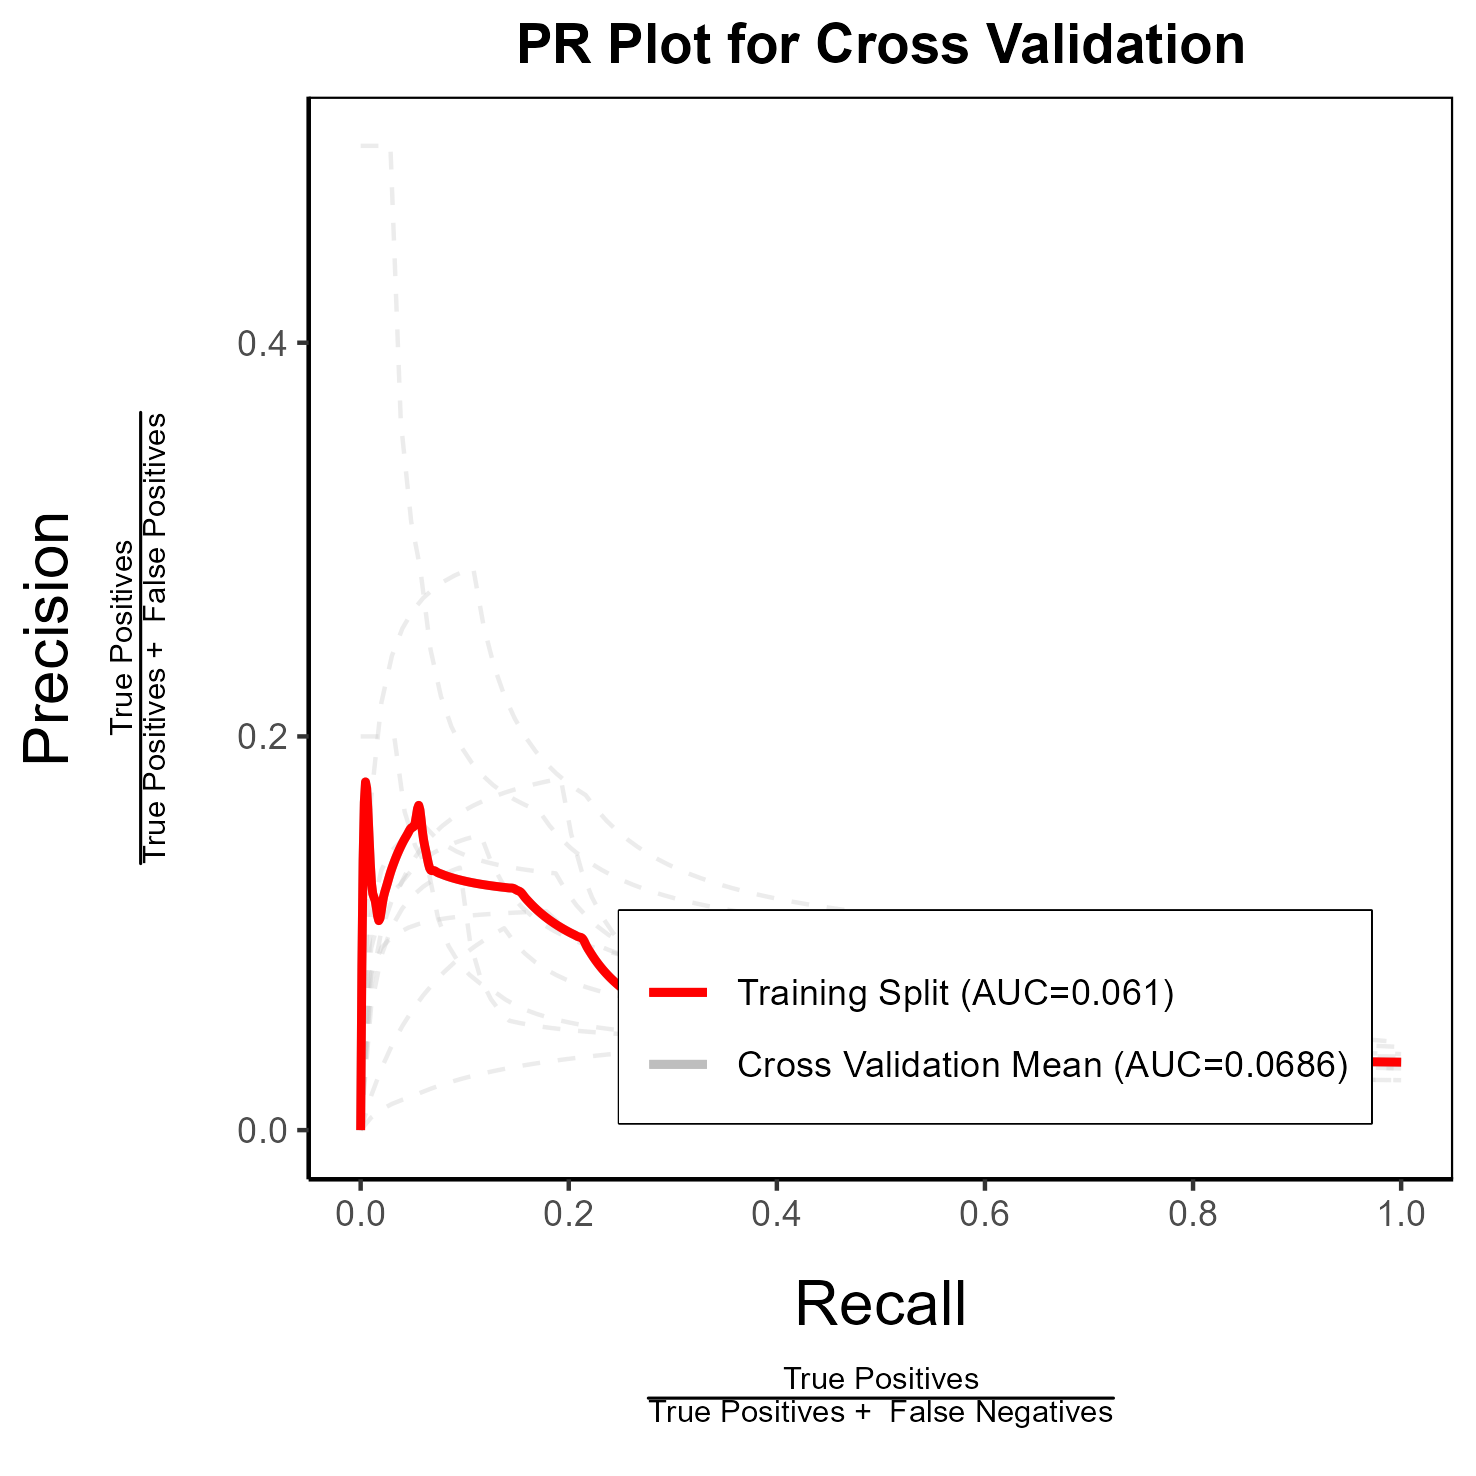 PR Plot for Cross Validation
Precision
True Positives
True Positives + False Positives
0.4
0.2
0.0
Training Split (AUC=0.061)
Cross Validation Mean (AUC=0.0686)
0.0 0.2 0.4 0.6 0.8 1.0
Recall
True Positives
True Positives + False Negatives